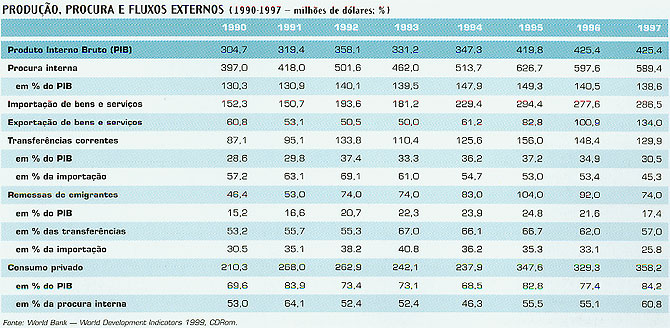 PRODUÇÃO, PROCURA E FLUXOS EXTERNOS (1990-1997 – milhões de dólares; %)
1990 1991 1992 1993 1994 1995 1996 1997
Produto Interno Bruto (PIB) 304,7 319,4 358,1 331,2 347,3 419,8 425,4 425,4
Procura interna 397,0 418,0 501,6 462,0 513,7 626,7 597,6 589,4
em % do PIB 130,3 130,9 140,1 139,5 147,9 149,3 140,5 138,6
Importação de bens e serviços 152,3 150,7 193,6 181,2 229,4 294,4 277,6 286,5
Exportação de bens e serviços 60,8 53,1 50,5 50,0 61,2 82,8 100,9 134,0
Transferências correntes 87,1 95,1 133,8 110,4 125,6 156,0 148,4 129,9
em % do PIB 28,6 29,8 37,4 33,3 36,2 37,2 34,9 30,5
em % da importação 57,2 63,1 69,1 61,0 54,7 53,0 53,4 45,3
Remessas de emigrantes 46,4 53,0 74,0 74,0 83,0 104,0 92,0 74,0
em % do PIB 15,2 16,6 20,7 22,3 23,9 24,8 21,6 17,4
em % das transferências 53,2 55,7 55,3 67,0 66,1 66,7 62,0 57,0
em % da importação 30.5 35.1 38.2 40.8 36.2 35.3 33.1 25.8
Consumo privado 210,3 268,0 262,9 242,1 237,9 347,6 329,3 358,2
em % do PIB 69,6 83,9 73,4 73,1 68,5 82,8 77,4 84,2
em % da procura interna 53,0 64,1 52,4 52,4 46,3 55,5 55,1 60,8
Fonte: World Bank — World Development Indicators 1999, CDRom.